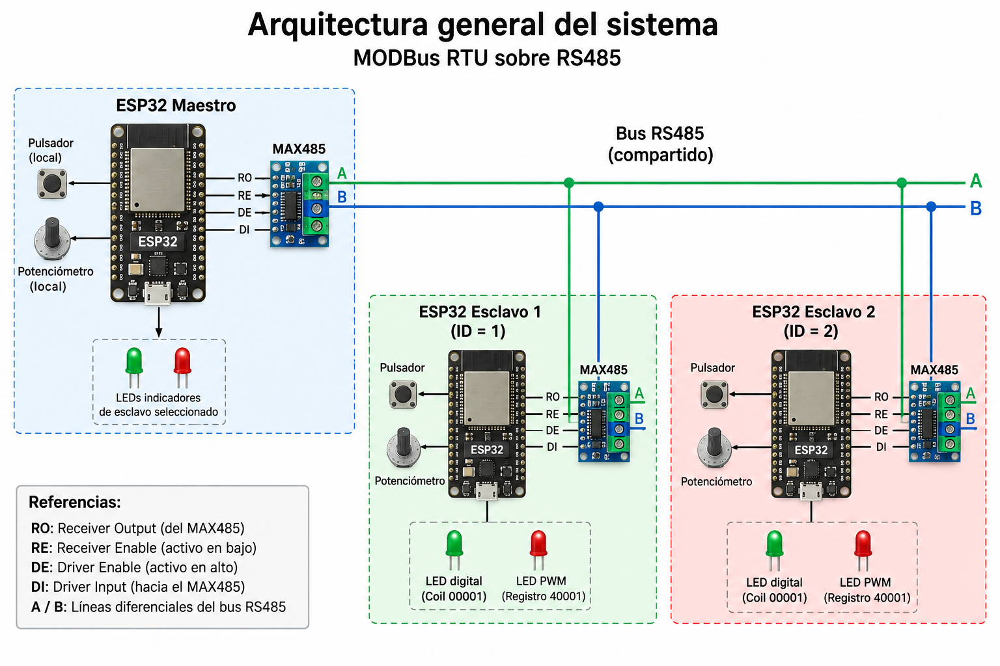 Arquitectura general del sistema
MODBus RTU sobre RS485
ESP32 Maestro
Pulsador
(local)
MAX485
RO
RE
DE
DI
A
B
ESP32
Potenciómetro
(local)
LEDs indicadores
de esclavo seleccionado
Bus RS485
(compartido)
A
B
ESP32 Esclavo 1
(ID = 1)
Pulsador
MAX485
RO
RE
DE
DI
A
B
ESP32
Potenciómetro
LED digital
(Coil 00001)
LED PWM
(Registro 40001)
ESP32 Esclavo 2
(ID = 2)
Pulsador
MAX485
RO
RE
DE
DI
A
B
ESP32
Potenciómetro
LED digital
(Coil 00001)
LED PWM
(Registro 40001)
Referencias:
RO: Receiver Output (del MAX485)
RE: Receiver Enable (activo en bajo)
DE: Driver Enable (activo en alto)
DI: Driver Input (hacia el MAX485)
A / B: Líneas diferenciales del bus RS485